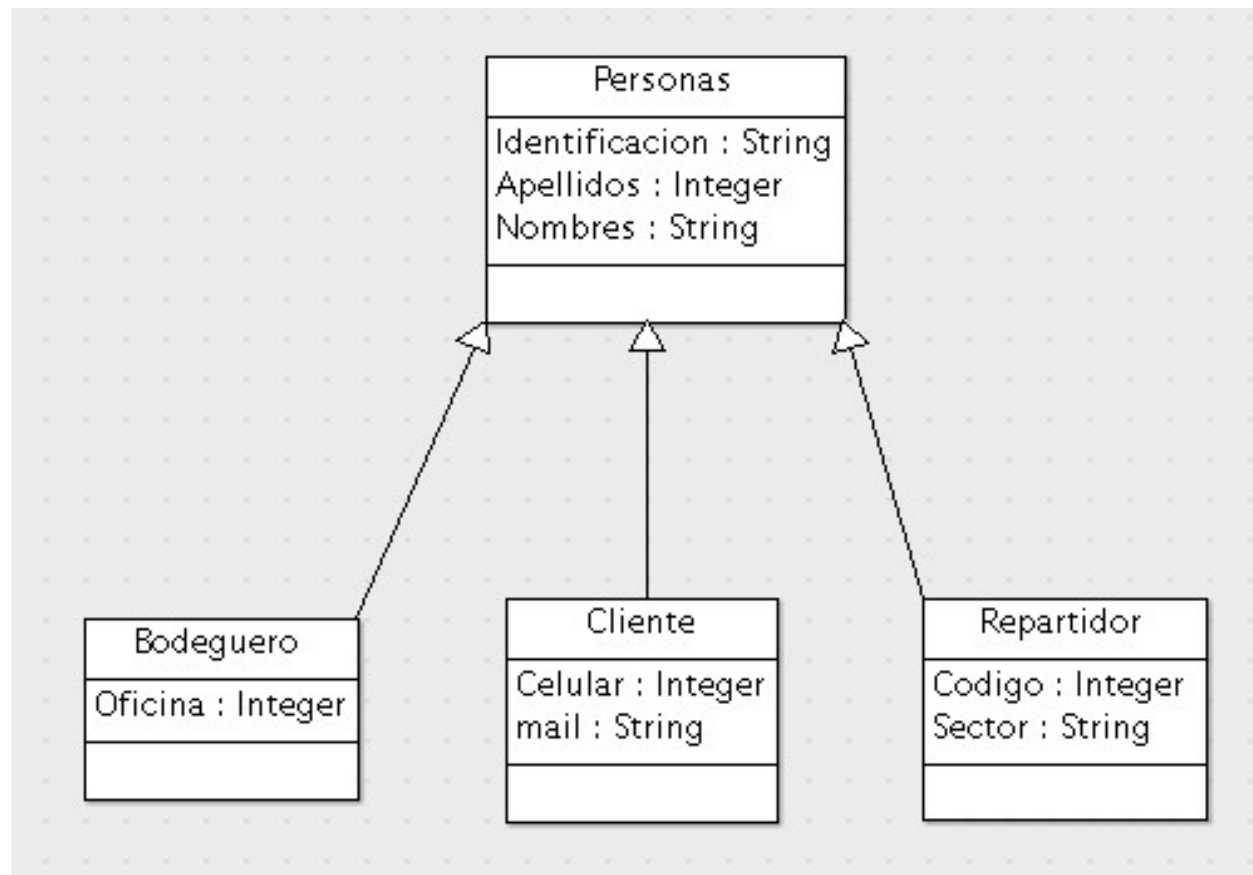 Personas
Identificacion : String
Apellidos : Integer
Nombres : String
Bodeguero
Oficina : Integer
Cliente
Celular : Integer
mail : String
Repartidor
Codigo : Integer
Sector : String